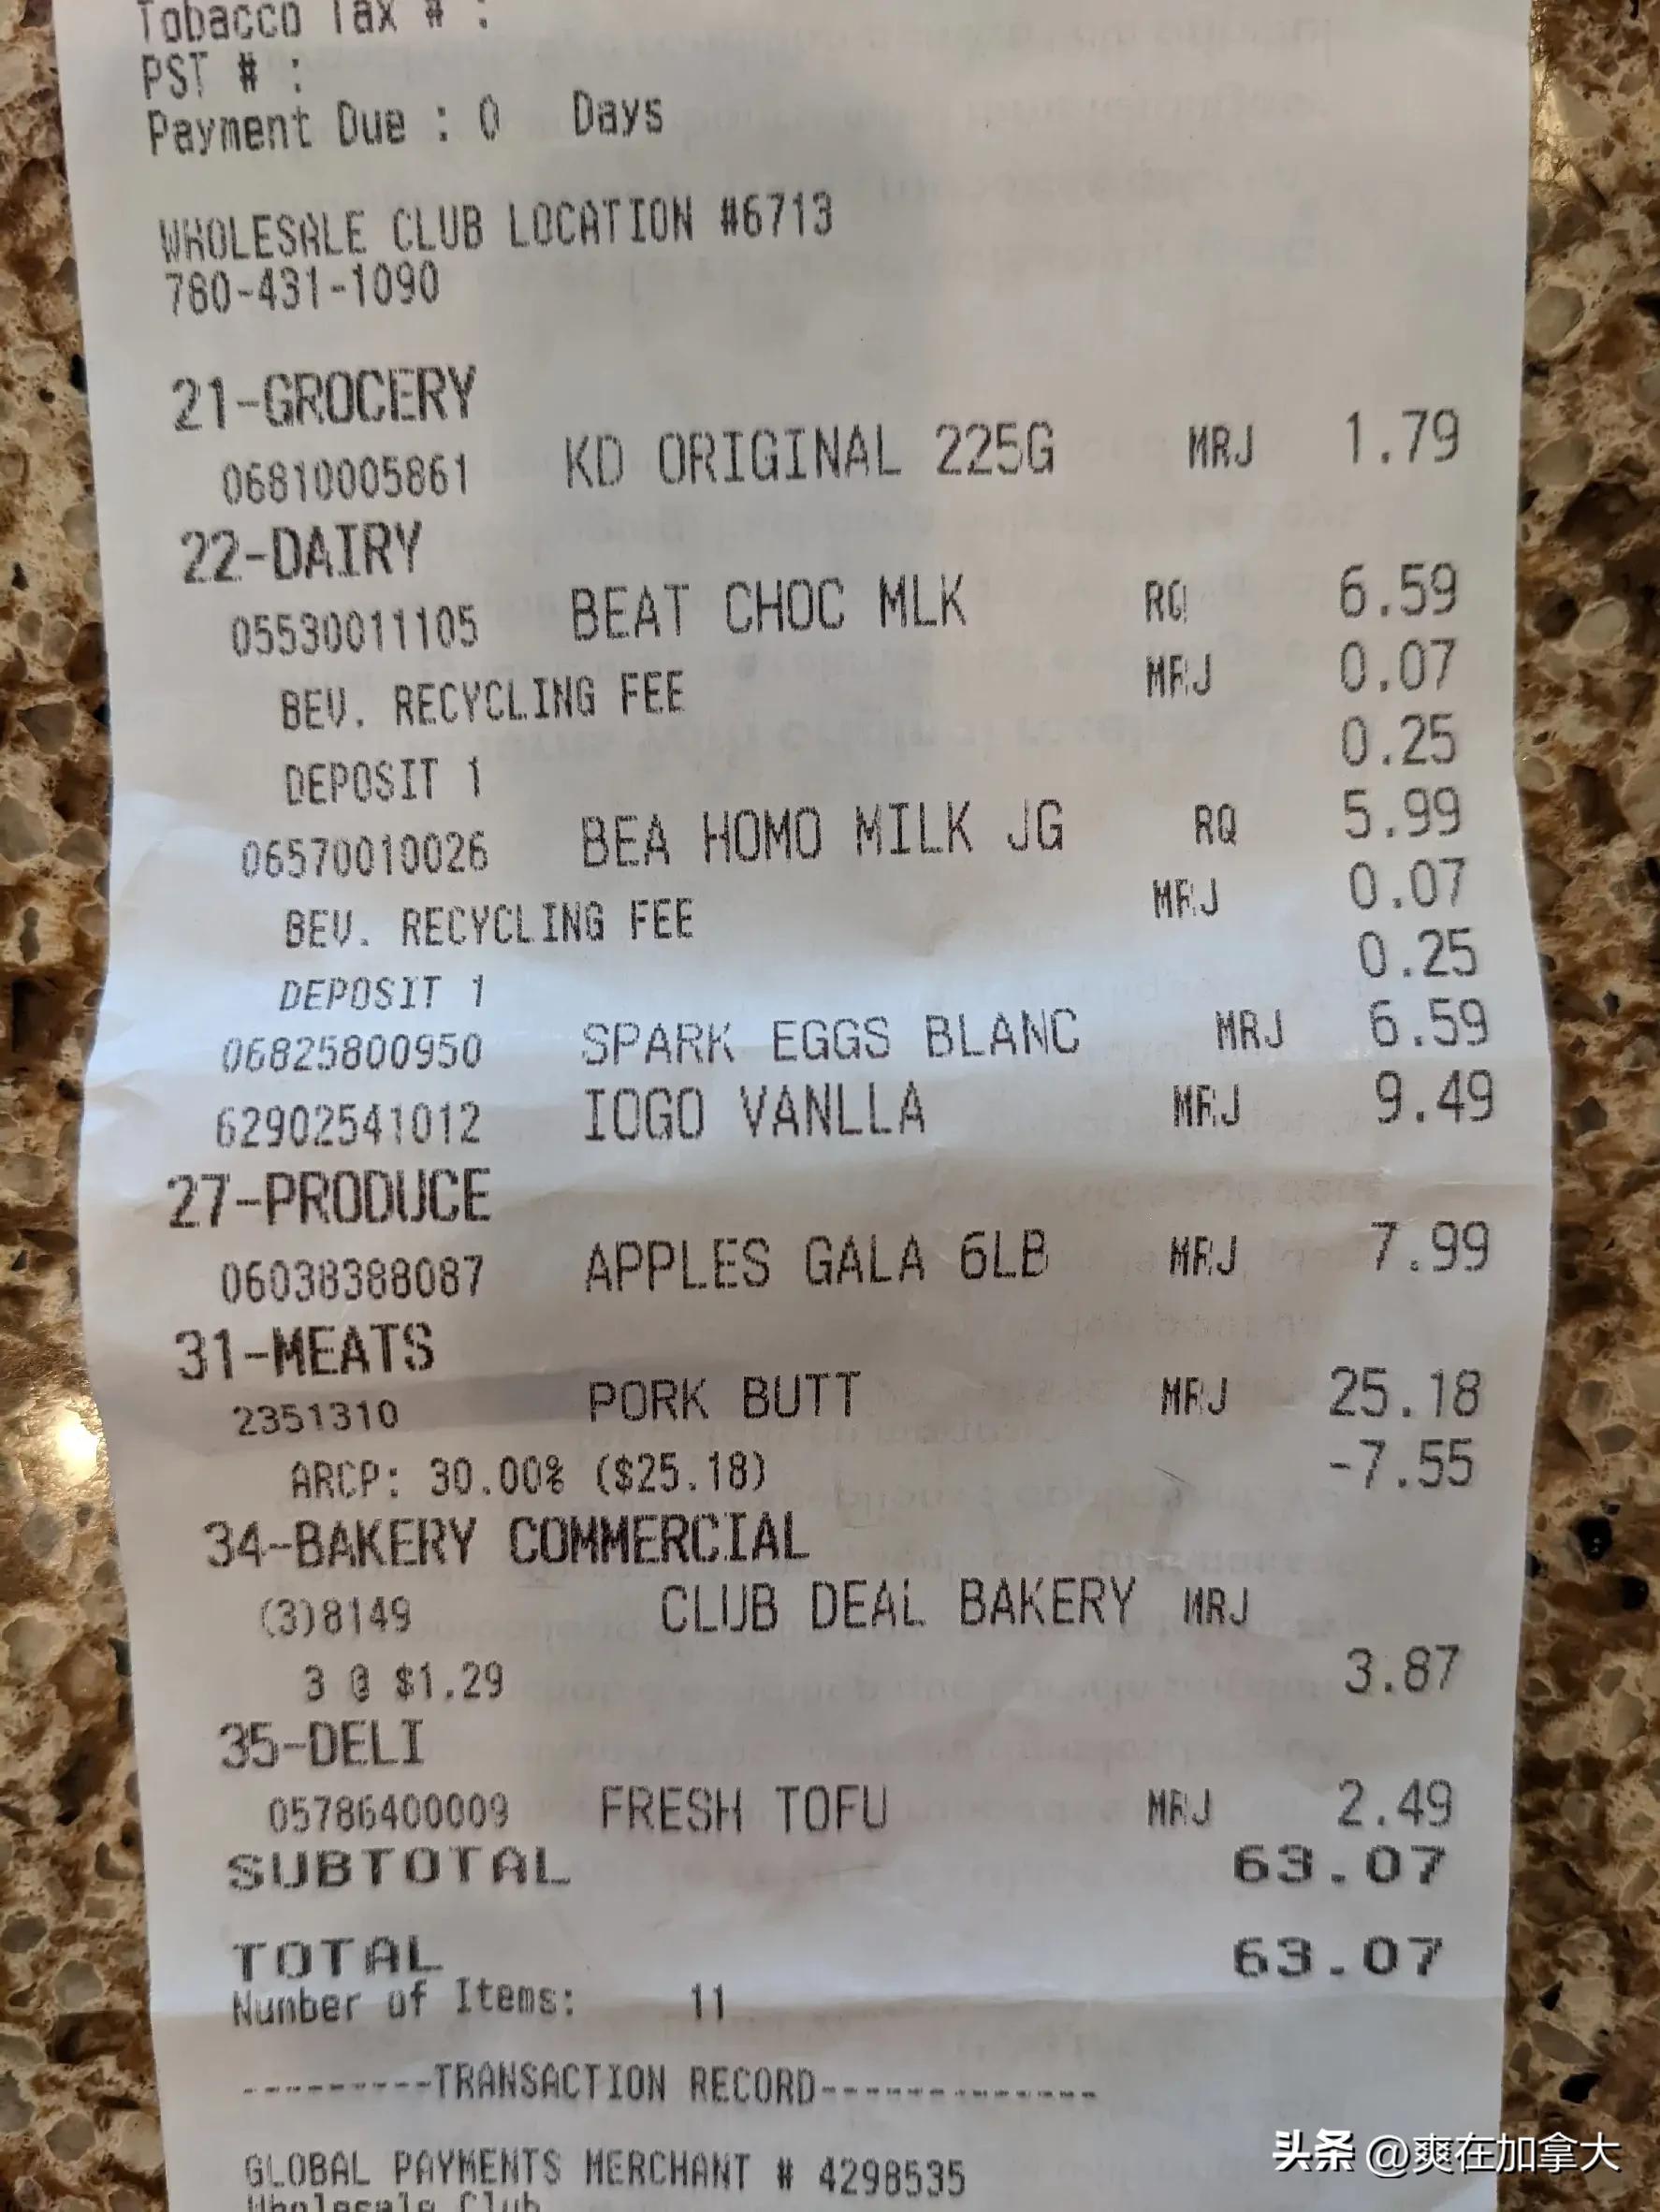 Tobacco Tax # :
PST # :
Payment Due : 0 Days
WHOLESALE CLUB LOCATION #6713
780-431-1090
21-GROCERY
06810005861 KD ORIGINAL 225G MRJ 1.79
22-DAIRY
05530011105 BEAT CHOC MLK RQ 6.59
BEV. RECYCLING FEE MRJ 0.07
DEPOSIT 1 0.25
06570010026 BEA HOMO MILK JG RQ 5.99
BEV. RECYCLING FEE MRJ 0.07
DEPOSIT 1 0.25
06825800950 SPARK EGGS BLANC MRJ 6.59
62902541012 IOGO VANLLA MRJ 9.49
27-PRODUCE
06038388087 APPLES GALA 6LB MRJ 7.99
31-MEATS
2351310 PORK BUTT MRJ 25.18
ARCP: 30.00% ($25.18) -7.55
34-BAKERY COMMERCIAL
(3)8149 CLUB DEAL BAKERY MRJ
3 @ $1.29 3.87
35-DELI
05786400009 FRESH TOFU MRJ 2.49
SUBTOTAL 63.07
TOTAL 63.07
Number of Items: 11
---------TRANSACTION RECORD-------------
GLOBAL PAYMENTS MERCHANT # 4298535
Wholesale Club
头条 @爽在加拿大